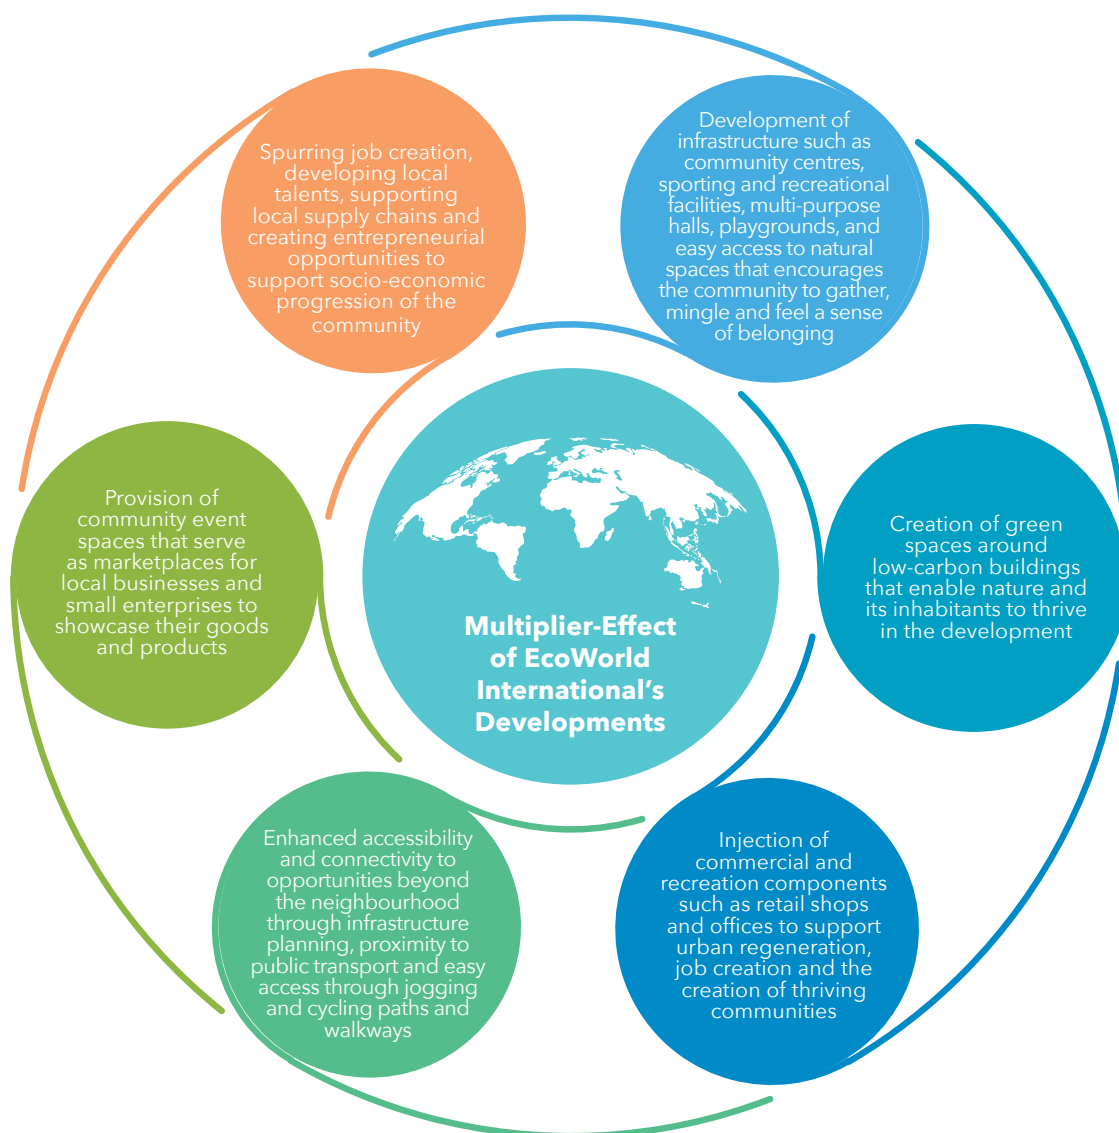 Spurring job creation,
developing local
talents, supporting
local supply chains and
creating entrepreneurial
opportunities to
support socio-economic
progression of the
community
Development of
infrastructure such as
community centres,
sporting and recreational
facilities, multi-purpose
halls, playgrounds, and
easy access to natural
spaces that encourages
the community to gather,
mingle and feel a sense
of belonging
Provision of
community event
spaces that serve
as marketplaces for
local businesses and
small enterprises to
showcase their goods
and products
Multiplier-Effect
of EcoWorld
International’s
Developments
Creation of green
spaces around
low-carbon buildings
that enable nature and
its inhabitants to thrive
in the development
Enhanced accessibility
and connectivity to
opportunities beyond
the neighbourhood
through infrastructure
planning, proximity to
public transport and easy
access through jogging
and cycling paths and
walkways
Injection of
commercial and
recreation components
such as retail shops
and offices to support
urban regeneration,
job creation and the
creation of thriving
communities